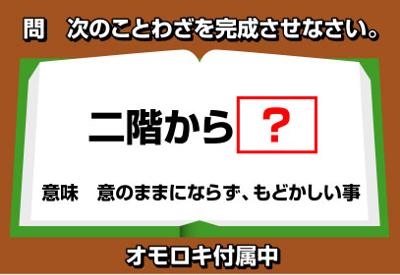 問　次のことわざを完成させなさい。
二階から?
意味　意のままにならず、もどかしい事
オモロキ付属中